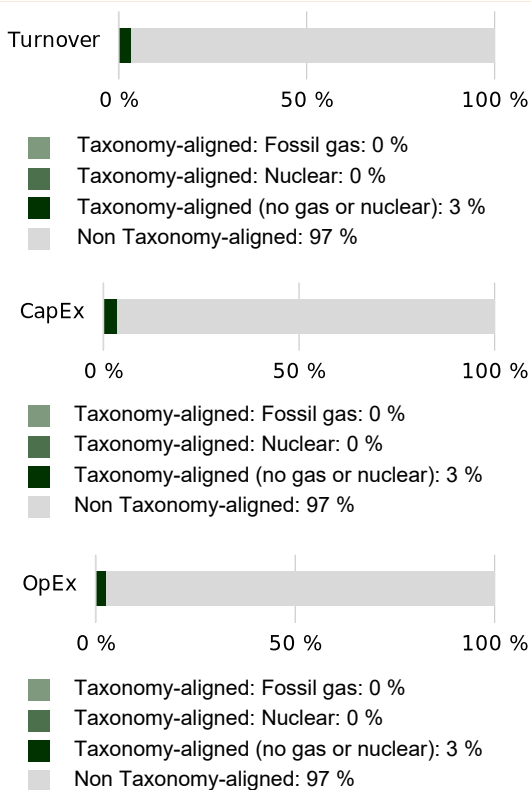 Turnover
0 % 50 % 100 %
Taxonomy-aligned: Fossil gas: 0 %
Taxonomy-aligned: Nuclear: 0 %
Taxonomy-aligned (no gas or nuclear): 3 %
Non Taxonomy-aligned: 97 %
CapEx
0 % 50 % 100 %
Taxonomy-aligned: Fossil gas: 0 %
Taxonomy-aligned: Nuclear: 0 %
Taxonomy-aligned (no gas or nuclear): 3 %
Non Taxonomy-aligned: 97 %
OpEx
0 % 50 % 100 %
Taxonomy-aligned: Fossil gas: 0 %
Taxonomy-aligned: Nuclear: 0 %
Taxonomy-aligned (no gas or nuclear): 3 %
Non Taxonomy-aligned: 97 %